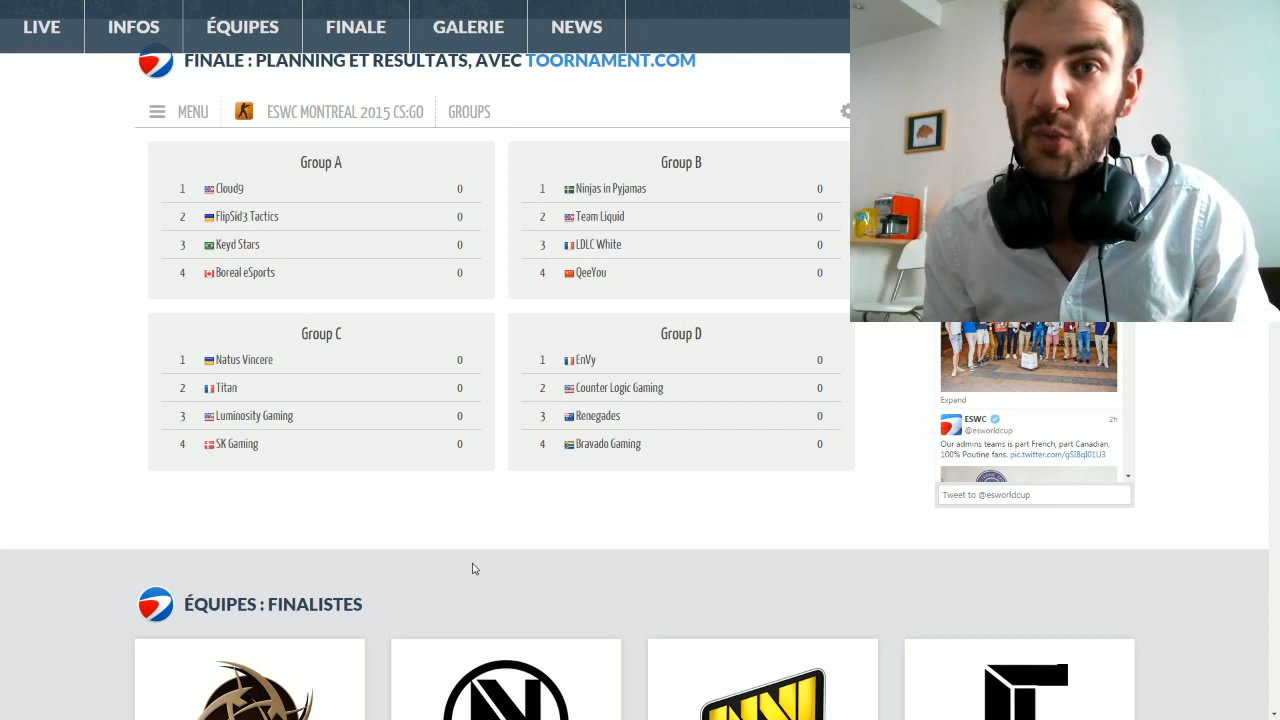 LIVE INFOS ÉQUIPES FINALE GALERIE NEWS
FINALE : PLANNING ET RÉSULTATS, AVEC TOORNAMENT.COM
MENU ESWC MONTREAL 2015 CS:GO GROUPS
Group A
1 Cloud9 0
2 FlipSid3 Tactics 0
3 Keyd Stars 0
4 Boreal eSports 0
Group B
1 Ninjas in Pyjamas 0
2 Team Liquid 0
3 LDLC White 0
4 QeeYou 0
Group C
1 Natus Vincere 0
2 Titan 0
3 Luminosity Gaming 0
4 SK Gaming 0
Group D
1 EnVy 0
2 Counter Logic Gaming 0
3 Renegades 0
4 Bravado Gaming 0
Expand
ESWC 2h
@esworldcup
Our admins teams is part French, part Canadian,
100% Poutine fans. pic.twitter.com/gSI8qI01U3
Tweet to @esworldcup
ÉQUIPES : FINALISTES